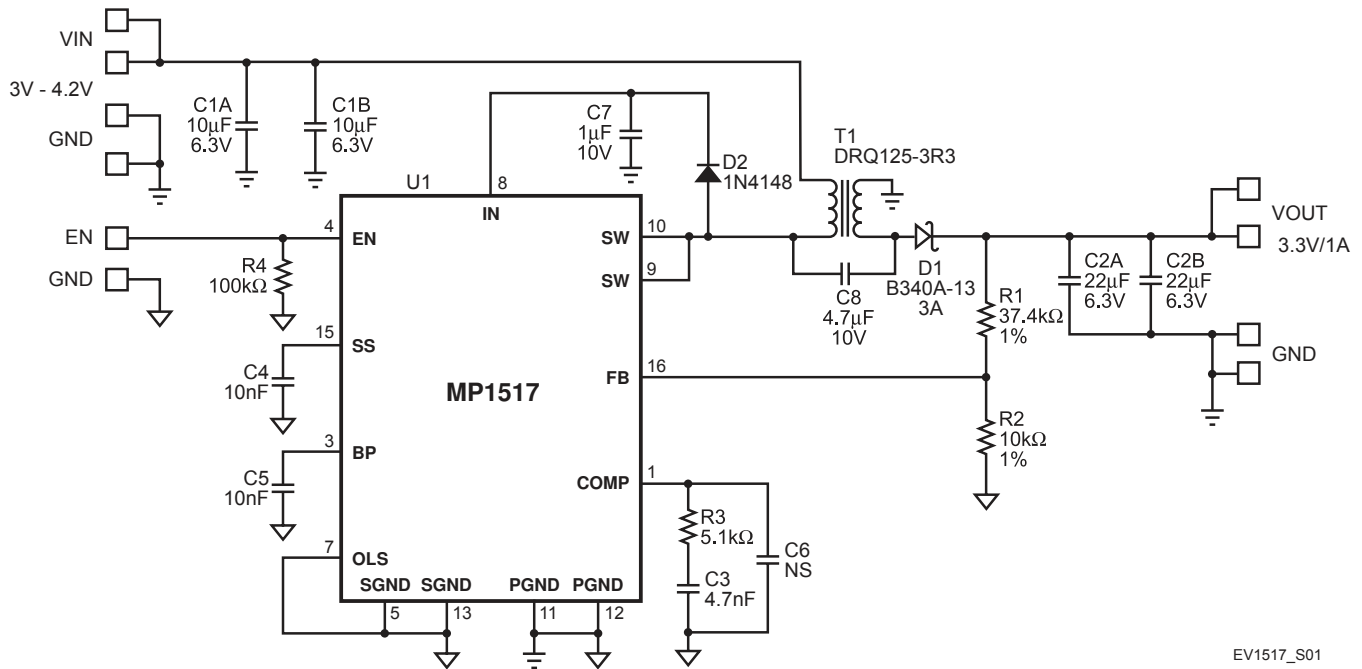 VIN
3V - 4.2V
GND
C1A
10μF
6.3V
C1B
10μF
6.3V
C7
1μF
10V
D2
1N4148
T1
DRQ125-3R3
U1
8
IN
EN
4
EN
GND
R4
100kΩ
10
SW
9
SW
C8
4.7μF
10V
D1
B340A-13
3A
R1
37.4kΩ
1%
C2A
22μF
6.3V
C2B
22μF
6.3V
VOUT
3.3V/1A
GND
15
SS
C4
10nF
MP1517
FB
16
R2
10kΩ
1%
3
BP
C5
10nF
COMP
1
R3
5.1kΩ
C3
4.7nF
C6
NS
7
OLS
SGND
SGND
PGND
PGND
5
13
11
12
EV1517_S01